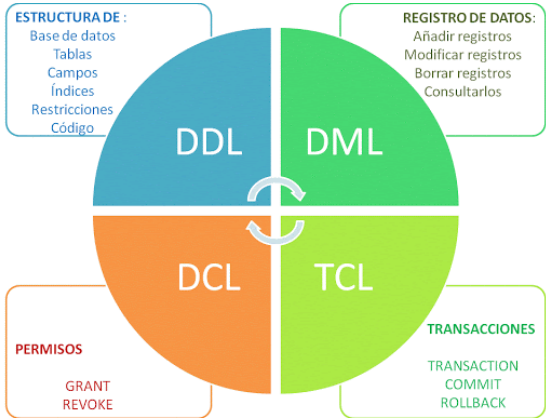 ESTRUCTURA DE :
Base de datos
Tablas
Campos
Índices
Restricciones
Código
REGISTRO DE DATOS:
Añadir registros
Modificar registros
Borrar registros
Consultarlos
DDL
DML
DCL
TCL
PERMISOS
GRANT
REVOKE
TRANSACCIONES
TRANSACTION
COMMIT
ROLLBACK